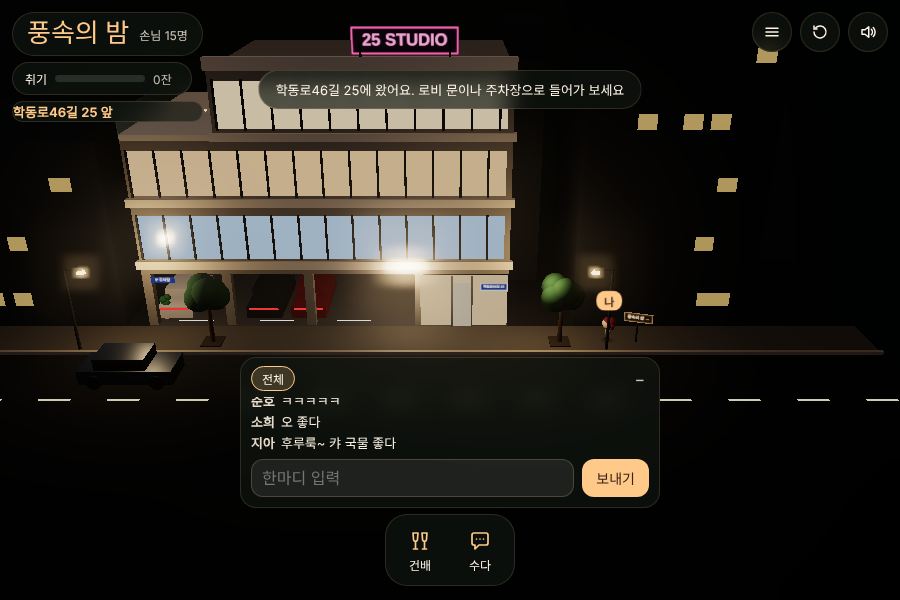 풍속의 밤 손님 15명
25 STUDIO
취기 0잔
학동로46길 25에 왔어요. 로비 문이나 주차장으로 들어가 보세요
학동로46길 25 앞
나
전체
순호 ㅋㅋㅋㅋㅋ
소희 오 좋다
지아 후루룩~ 캬 국물 좋다
한마디 입력
보내기
건배
수다